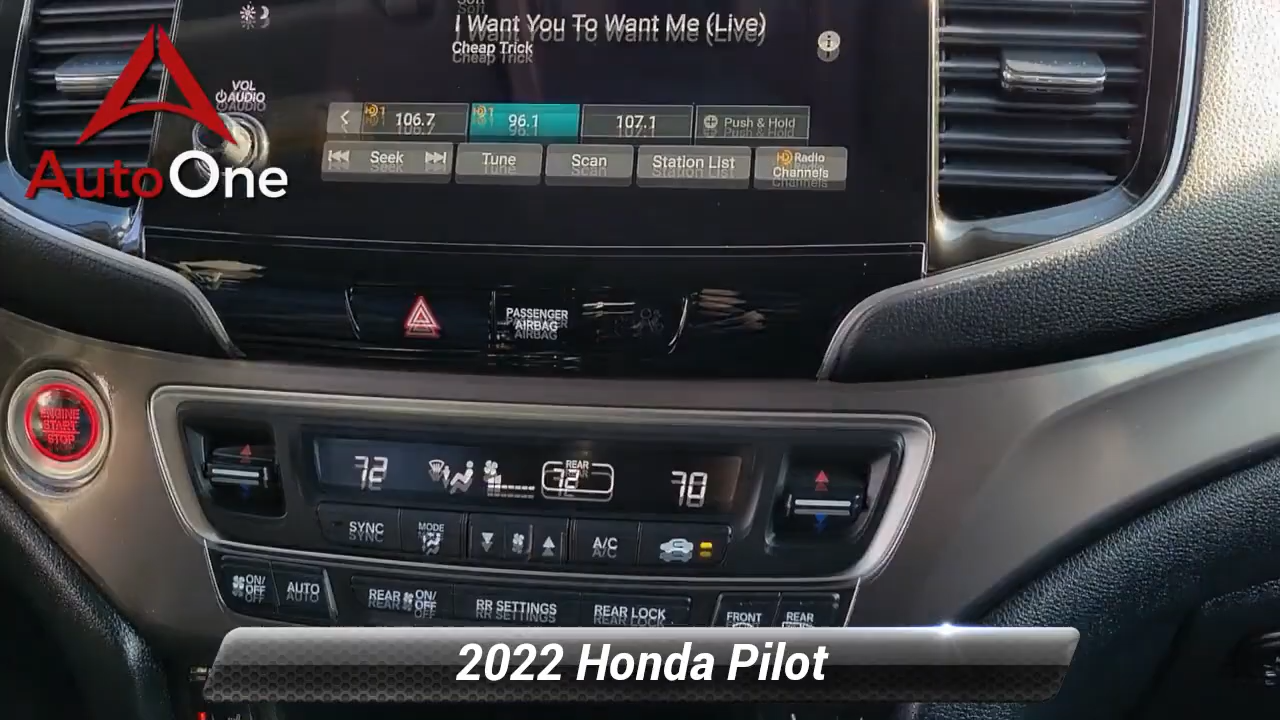 I Want You To Want Me (Live)
Cheap Trick
VOL
AUDIO
106.7 96.1 107.1 Push & Hold
Seek Tune Scan Station List HD Radio Channels
AutoOne
PASSENGER
AIRBAG
ENGINE
START
STOP
72 REAR 72 78
SYNC MODE A/C
ON/OFF AUTO REAR ON/OFF RR SETTINGS REAR LOCK FRONT REAR
2022 Honda Pilot